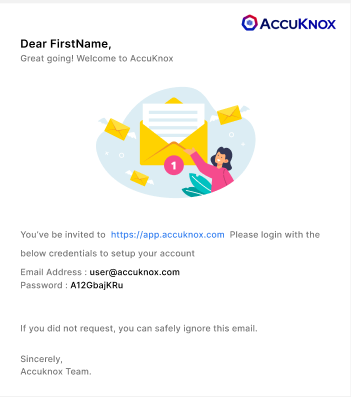 ACCUKNOX
Dear FirstName,
Great going! Welcome to AccuKnox
1
You've be invited to https://app.accuknox.com Please login with the
below credentials to setup your account
Email Address : user@accuknox.com
Password : A12GbajKRu
If you did not request, you can safely ignore this email.
Sincerely,
Accuknox Team.